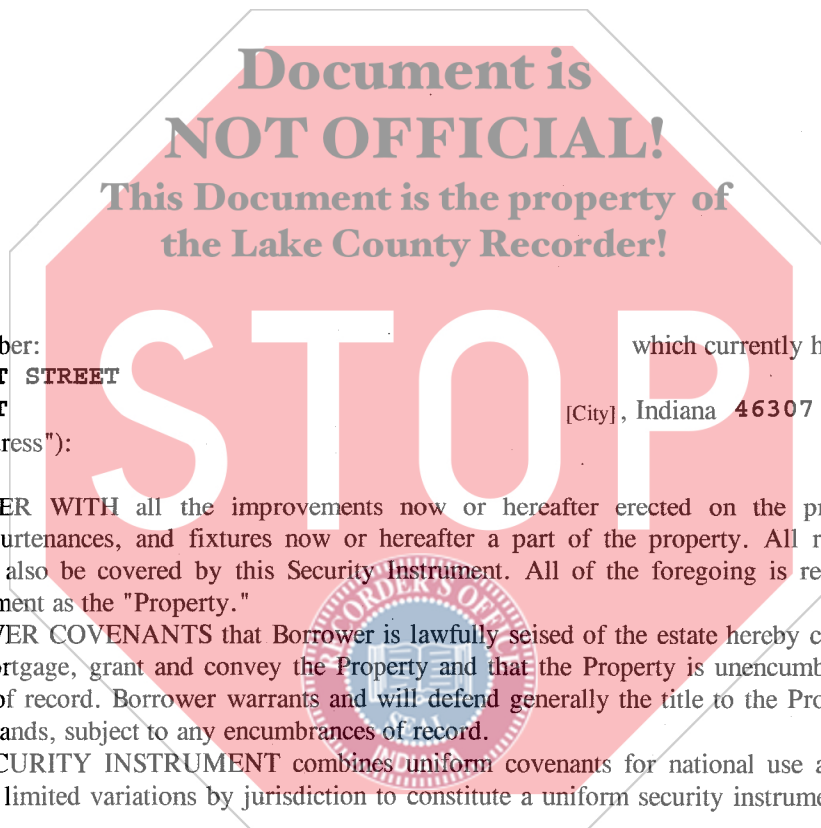 Document is
NOT OFFICIAL!
This Document is the property of
the Lake County Recorder!
STOP
ber: which currently h
T STREET
T [City], Indiana 46307
ress"):
ER WITH all the improvements now or hereafter erected on the pr
urtenances, and fixtures now or hereafter a part of the property. All r
also be covered by this Security Instrument. All of the foregoing is re
ment as the "Property."
VER COVENANTS that Borrower is lawfully seised of the estate hereby c
ortgage, grant and convey the Property and that the Property is unencumb
of record. Borrower warrants and will defend generally the title to the Pro
ands, subject to any encumbrances of record.
CURITY INSTRUMENT combines uniform covenants for national use a
limited variations by jurisdiction to constitute a uniform security instrume
RECORDER'S OFFICE
SEAL
INDIANA